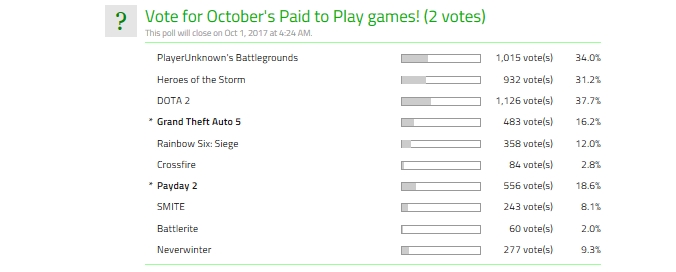 ?
Vote for October's Paid to Play games! (2 votes)
This poll will close on Oct 1, 2017 at 4:24 AM.
PlayerUnknown's Battlegrounds 1,015 vote(s) 34.0%
Heroes of the Storm 932 vote(s) 31.2%
DOTA 2 1,126 vote(s) 37.7%
* Grand Theft Auto 5 483 vote(s) 16.2%
Rainbow Six: Siege 358 vote(s) 12.0%
Crossfire 84 vote(s) 2.8%
* Payday 2 556 vote(s) 18.6%
SMITE 243 vote(s) 8.1%
Battlerite 60 vote(s) 2.0%
Neverwinter 277 vote(s) 9.3%